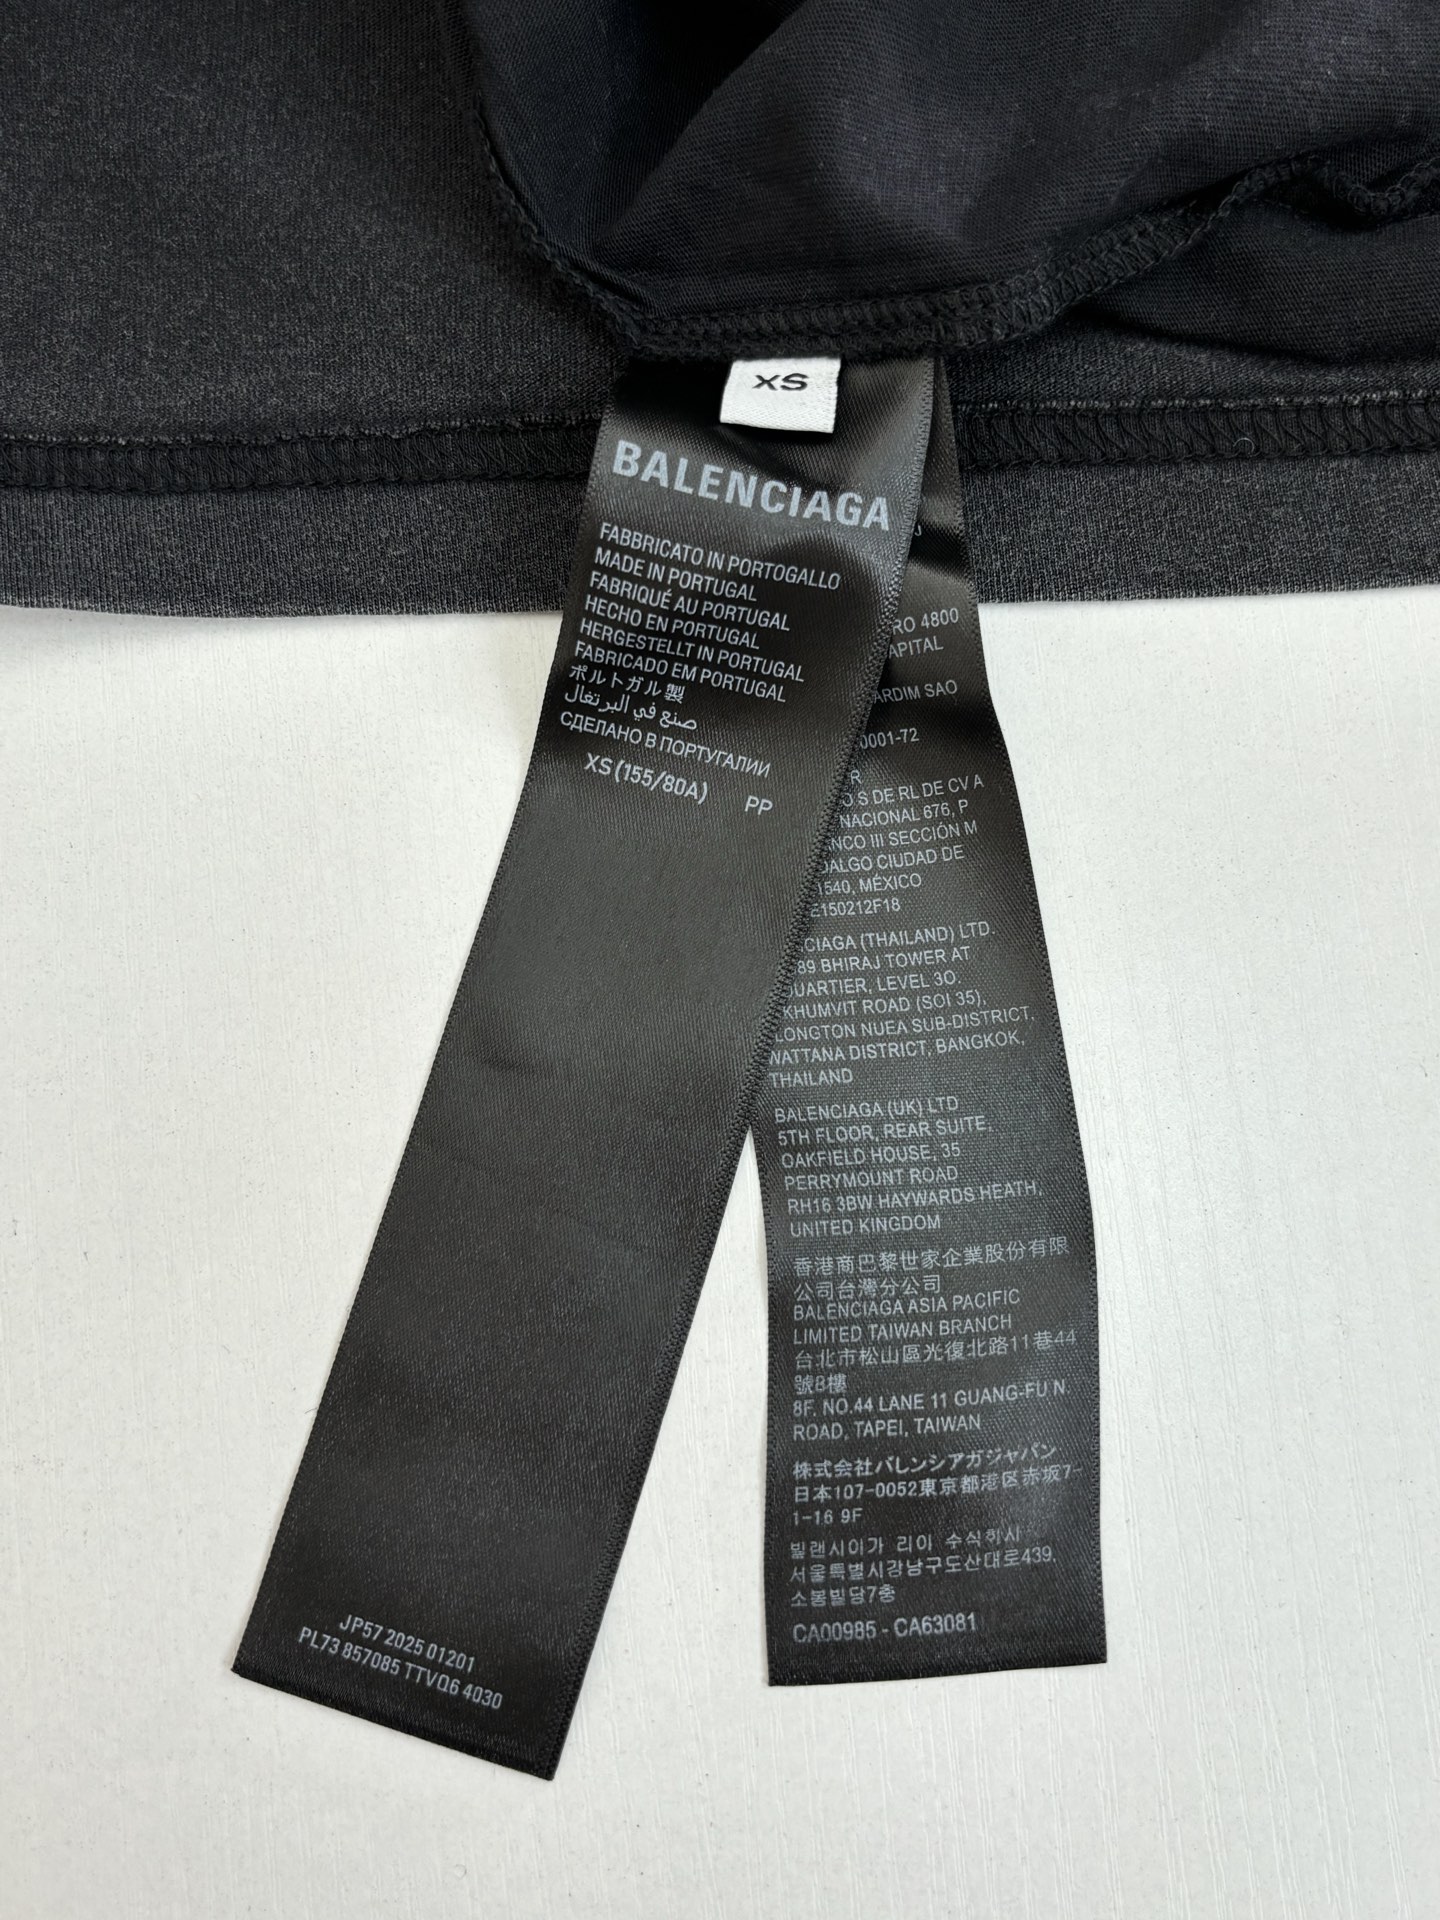 XS
BALENCIAGA
FABBRICATO IN PORTOGALLO
MADE IN PORTUGAL
FABRIQUÉ AU PORTUGAL
HECHO EN PORTUGAL
HERGESTELLT IN PORTUGAL
FABRICADO EM PORTUGAL
ポルトガル製
صنع في البرتغال
СДЕЛАНО В ПОРТУГАЛИИ
XS (155/80A) PP
JP57 2025 01201
PL73 857085 TTVQ6 4030
RO 4800
APITAL
ARDIM SAO
0001-72
R
O S DE RL DE CV A
NACIONAL 676, P
NCO III SECCIÓN M
DALGO CIUDAD DE
1540, MÉXICO
E150212F18
CIAGA (THAILAND) LTD.
89 BHIRAJ TOWER AT
QUARTIER, LEVEL 30.
KHUMVIT ROAD (SOI 35),
LONGTON NUEA SUB-DISTRICT,
WATTANA DISTRICT, BANGKOK,
THAILAND
BALENCIAGA (UK) LTD
5TH FLOOR, REAR SUITE,
OAKFIELD HOUSE, 35
PERRYMOUNT ROAD
RH16 3BW HAYWARDS HEATH,
UNITED KINGDOM
香港商巴黎世家企業股份有限
公司台灣分公司
BALENCIAGA ASIA PACIFIC
LIMITED TAIWAN BRANCH
台北市松山區光復北路11巷44
號8樓
8F, NO.44 LANE 11 GUANG-FU N.
ROAD, TAPEI, TAIWAN
株式会社バレンシアガジャパン
日本107-0052東京都港区赤坂7-
1-16 9F
빌랜시이가 리이 수식히시
서울특별시강남구도산대로439,
소봉빌딩7층
CA00985 - CA63081